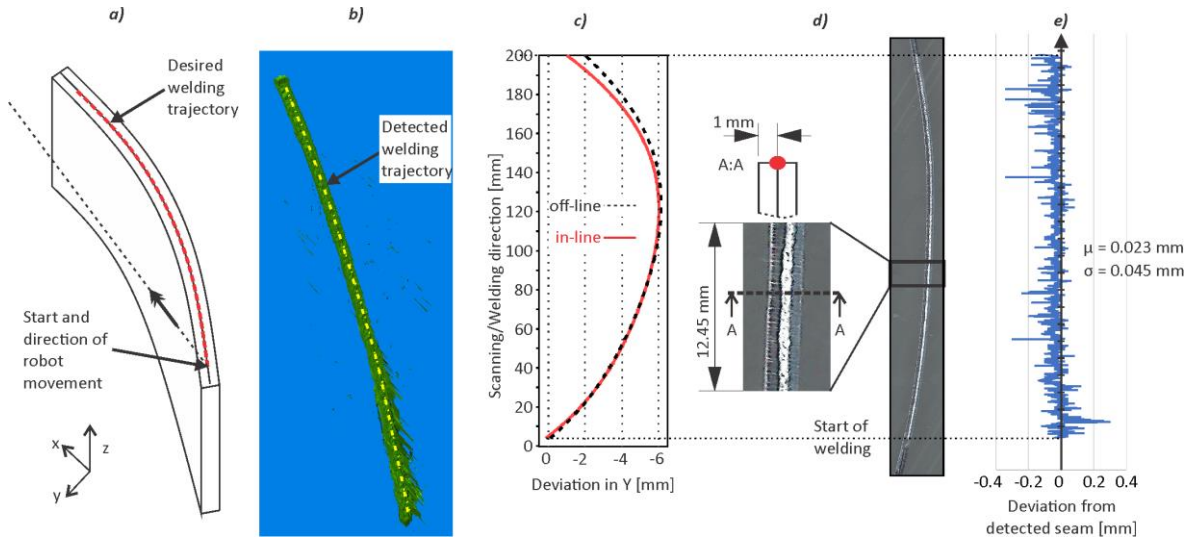 a)
Desired
welding
trajectory
Start and
direction of
robot
movement
x
z
y
b)
Detected
welding
trajectory
c)
Scanning/Welding direction [mm]
200
180
160
140
120
100
80
60
40
20
0
off-line
in-line
0 -2 -4 -6
Deviation in Y [mm]
d)
1 mm
A:A
12.45 mm
A A
Start of
welding
e)
μ = 0.023 mm
σ = 0.045 mm
-0.4 -0.2 0 0.2 0.4
Deviation from
detected seam [mm]